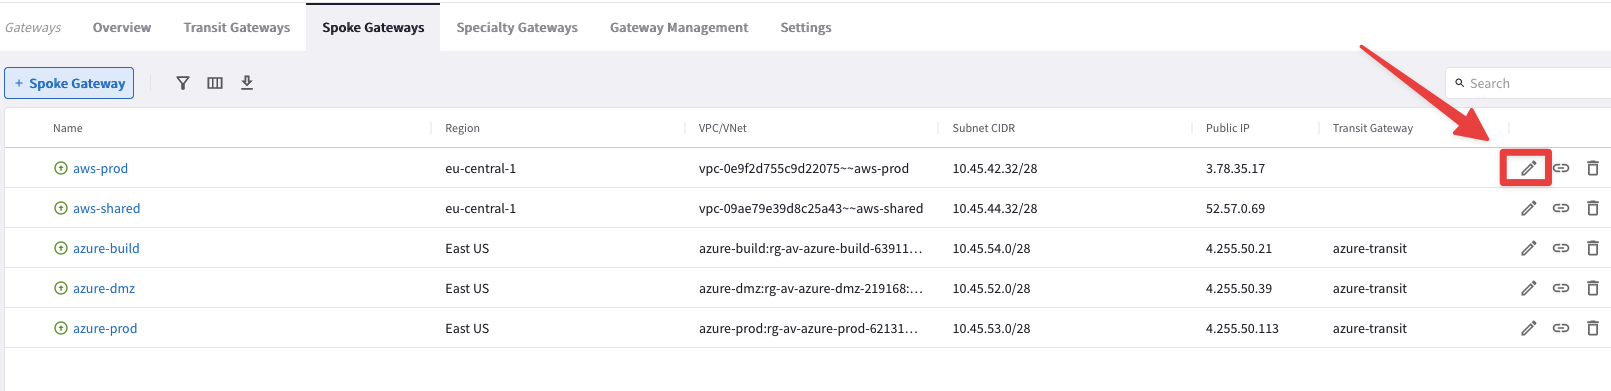 Gateways Overview Transit Gateways Spoke Gateways Specialty Gateways Gateway Management Settings
+ Spoke Gateway Search
Name Region VPC/VNet Subnet CIDR Public IP Transit Gateway
aws-prod eu-central-1 vpc-0e9f2d755c9d22075~~aws-prod 10.45.42.32/28 3.78.35.17
aws-shared eu-central-1 vpc-09ae79e39d8c25a43~~aws-shared 10.45.44.32/28 52.57.0.69
azure-build East US azure-build:rg-av-azure-build-63911... 10.45.54.0/28 4.255.50.21 azure-transit
azure-dmz East US azure-dmz:rg-av-azure-dmz-219168:... 10.45.52.0/28 4.255.50.39 azure-transit
azure-prod East US azure-prod:rg-av-azure-prod-62131... 10.45.53.0/28 4.255.50.113 azure-transit